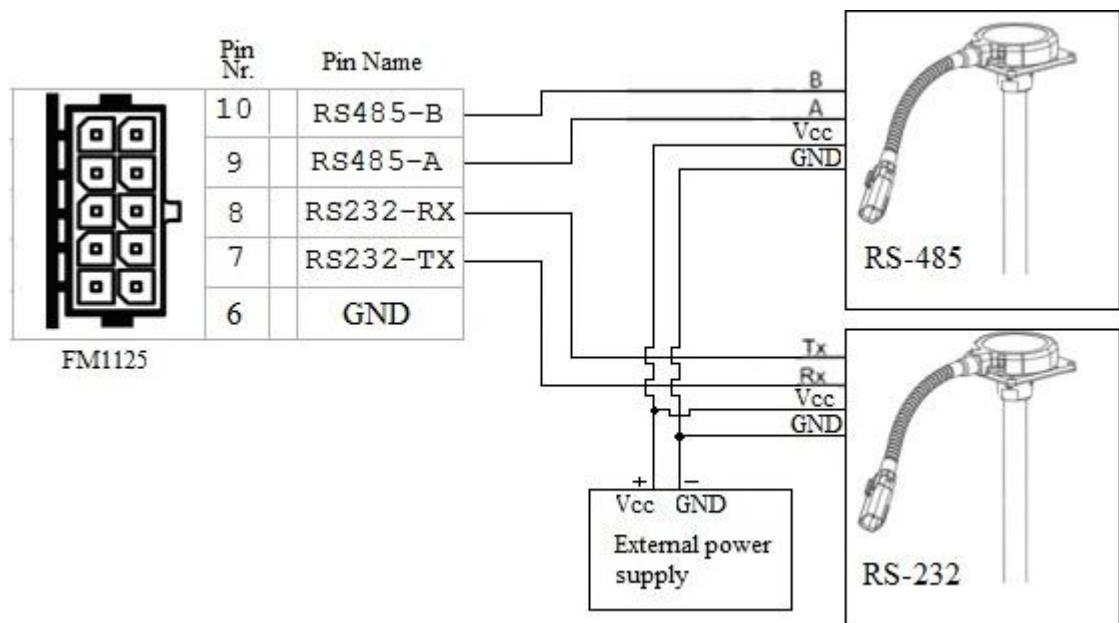 Pin
Nr.
Pin Name
10 RS485-B
9 RS485-A
8 RS232-RX
7 RS232-TX
6 GND
FM1125
B
A
Vcc
GND
RS-485
Tx
Rx
Vcc
GND
RS-232
+ −
Vcc GND
External power
supply